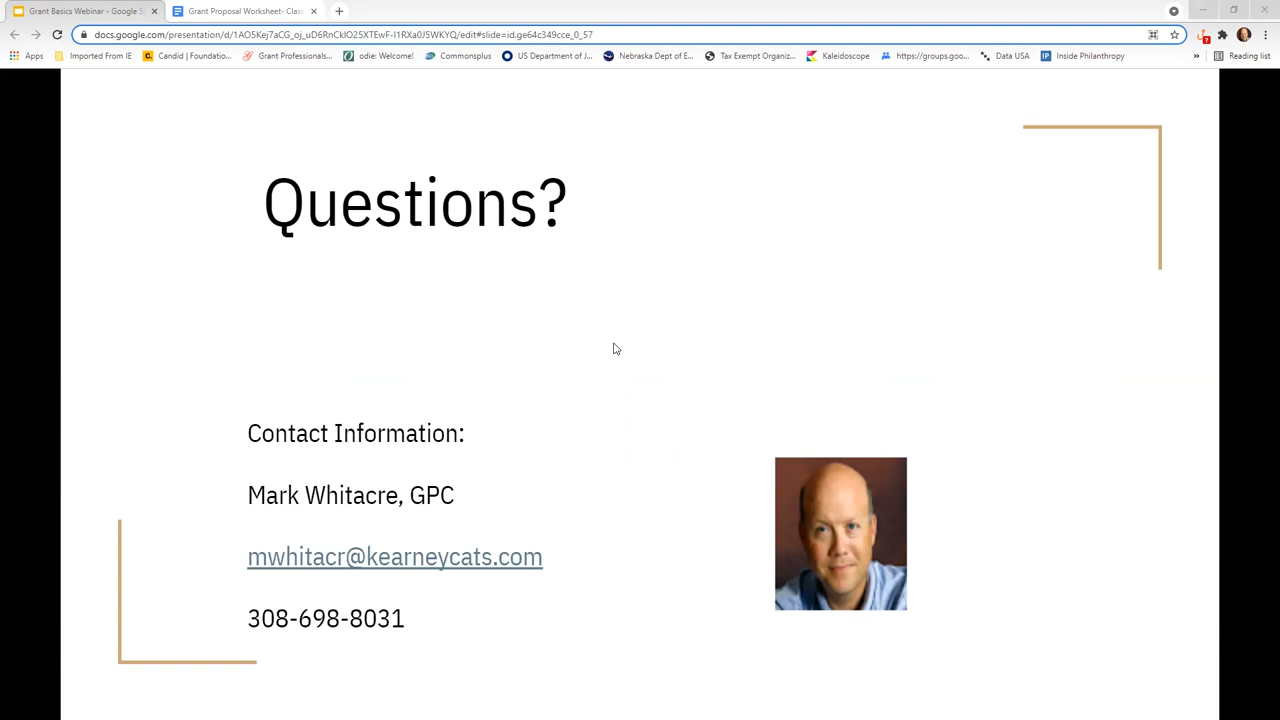 Grant Basics Webinar - Google S
Grant Proposal Worksheet- Clas
docs.google.com/presentation/d/1AO5Kej7aCG_oj_uD6RnCkIO25XTEwF-I1RXa0J5WKYQ/edit#slide=id.ge64c349cce_0_57
Apps Imported From IE Candid | Foundatio... Grant Professionals... odie: Welcome! Commonsplus US Department of J... Nebraska Dept of E... Tax Exempt Organiz... Kaleidoscope https://groups.goo... Data USA IP Inside Philanthropy » Reading list
Questions?
Contact Information:
Mark Whitacre, GPC
mwhitacr@kearneycats.com
308-698-8031